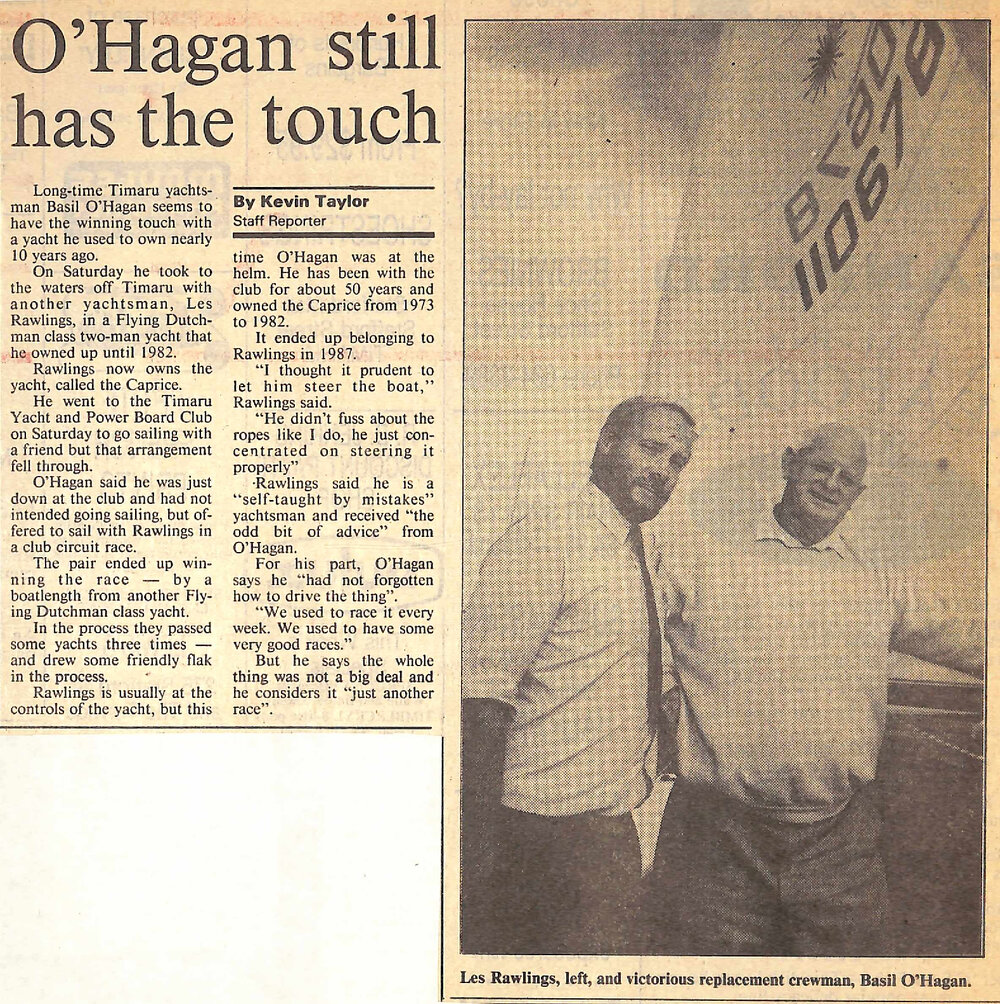 O'Hagan still
has the touch
Long-time Timaru yachts-
man Basil O'Hagan seems to
have the winning touch with
a yacht he used to own nearly
10 years ago.
On Saturday he took to
the waters off Timaru with
another yachtsman, Les
Rawlings, in a Flying Dutch-
man class two-man yacht that
he owned up until 1982.
Rawlings now owns the
yacht, called the Caprice.
He went to the Timaru
Yacht and Power Board Club
on Saturday to go sailing with
a friend but that arrangement
fell through.
O'Hagan said he was just
down at the club and had not
intended going sailing, but of-
fered to sail with Rawlings in
a club circuit race.
The pair ended up win-
ning the race — by a
boatlength from another Fly-
ing Dutchman class yacht.
In the process they passed
some yachts three times —
and drew some friendly flak
in the process.
Rawlings is usually at the
controls of the yacht, but this
By Kevin Taylor
Staff Reporter
time O'Hagan was at the
helm. He has been with the
club for about 50 years and
owned the Caprice from 1973
to 1982.
It ended up belonging to
Rawlings in 1987.
"I thought it prudent to
let him steer the boat,"
Rawlings said.
"He didn't fuss about the
ropes like I do, he just con-
centrated on steering it
properly"
Rawlings said he is a
"self-taught by mistakes"
yachtsman and received "the
odd bit of advice" from
O'Hagan.
For his part, O'Hagan
says he "had not forgotten
how to drive the thing".
"We used to race it every
week. We used to have some
very good races."
But he says the whole
thing was not a big deal and
he considers it "just another
race".
Les Rawlings, left, and victorious replacement crewman, Basil O'Hagan.